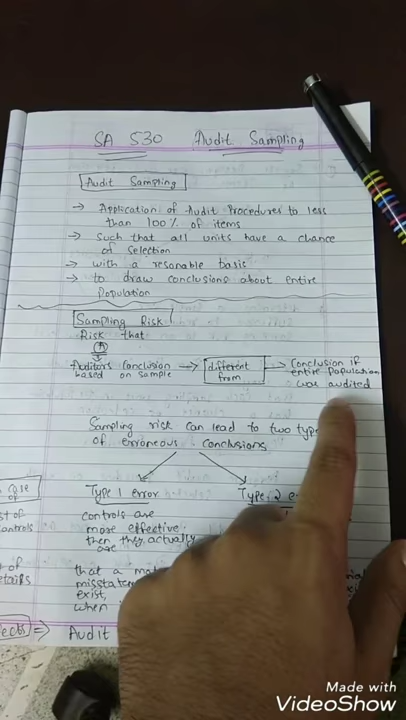 SA 530 Audit Sampling
Audit Sampling
→ Application of Audit Procedures to less
than 100% of items
→ Such that all units have a chance
of selection
→ with a resonable basis
→ to draw conclusions about entire
Population
Sampling Risk
Risk that
Auditors conclusion → different → Conclusion if
based on sample from entire Population
was audited
Sampling risk can lead to two type
of erroneous conclusions
Type 1 error Type 2
controls are
more effective
then they actually
are
controls
that a
exist,
when
⇒ Audit
Made with
VideoShow